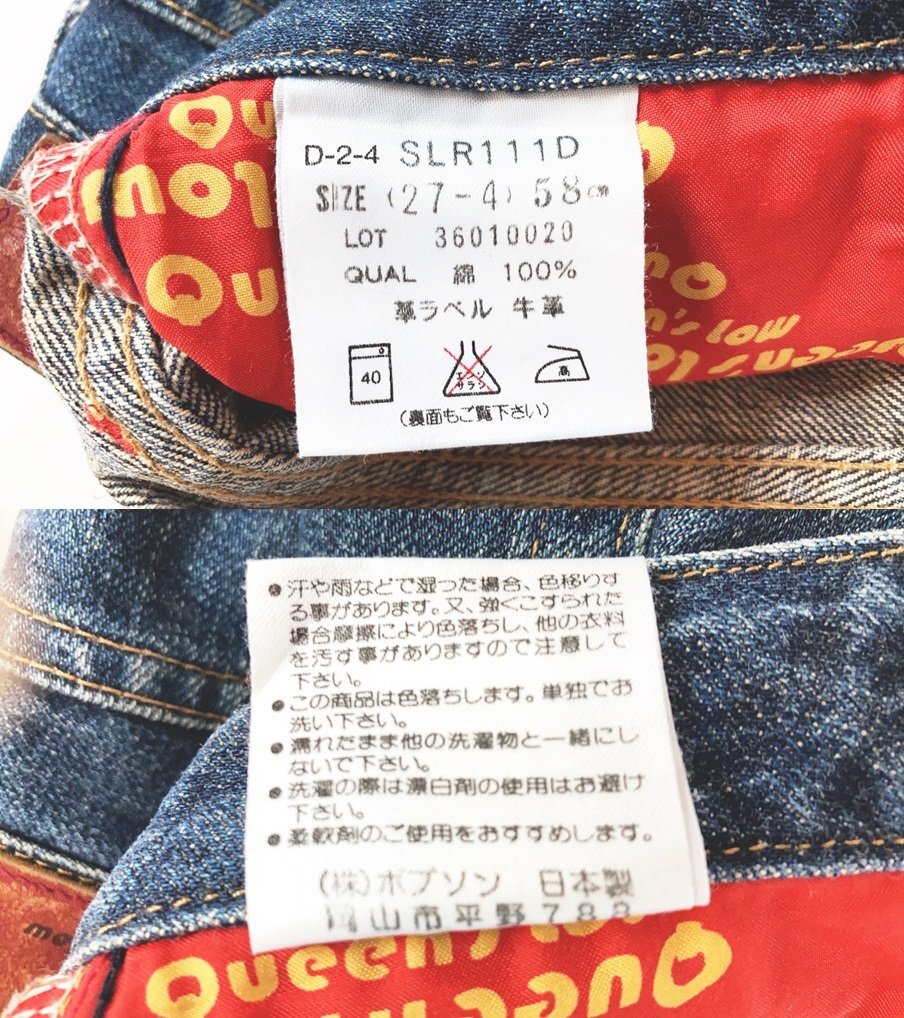 D-2-4 SLR111D
SIZE (27-4) 58cm
LOT 36010020
QUAL 綿 100%
革ラベル 牛革
40
エンソ
サラシ
高
(裏面もご覧下さい)
Qu
Qu
n's low
●汗や雨などで湿った場合、色移りす
る事があります。又、強くこすられた
場合摩擦により色落ちし、他の衣料
を汚す事がありますので注意して
下さい。
●この商品は色落ちします。単独でお
洗い下さい。
●濡れたまま他の洗濯物と一緒にし
ないで下さい。
●洗濯の際は漂白剤の使用はお避け
下さい。
●柔軟剤のご使用をおすすめします。
(株)ボブソン 日本製
岡山市平野788
Queen's lo
Queen